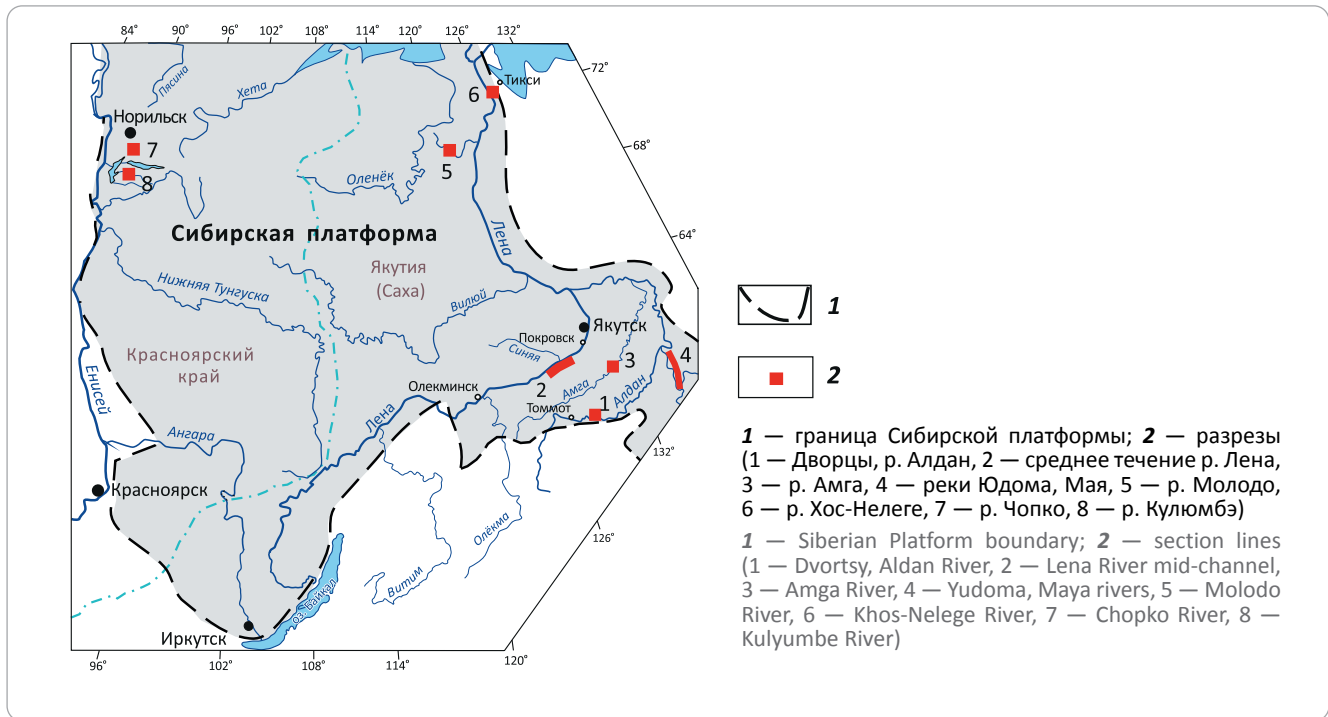 84° 90° 96° 102° 108° 114° 120° 126° 132°
72°
Тикси
Пясина
Хета
6
Норильск
68°
7
5
8
Оленёк
Сибирская платформа
Лена
64°
Якутия
(Саха)
Нижняя Тунгуска
Вилюй
1
Якутск
Покровск
Синяя
Красноярский
край
3
4
2
2
Енисей
Олекминск
Амга
Алдан
Томмот
1
Лена
Ангара
132°
Красноярск
Олёкма
126°
Витим
оз. Байкал
Иркутск
96° 102° 108° 114° 120°
1 — граница Сибирской платформы; 2 — разрезы
(1 — Дворцы, р. Алдан, 2 — среднее течение р. Лена,
3 — р. Амга, 4 — реки Юдома, Мая, 5 — р. Молодо,
6 — р. Хос-Нелеге, 7 — р. Чопко, 8 — р. Кулюмбэ)
1 — Siberian Platform boundary; 2 — section lines
(1 — Dvortsy, Aldan River, 2 — Lena River mid-channel,
3 — Amga River, 4 — Yudoma, Maya rivers, 5 — Molodo
River, 6 — Khos-Nelege River, 7 — Chopko River, 8 —
Kulyumbe River)